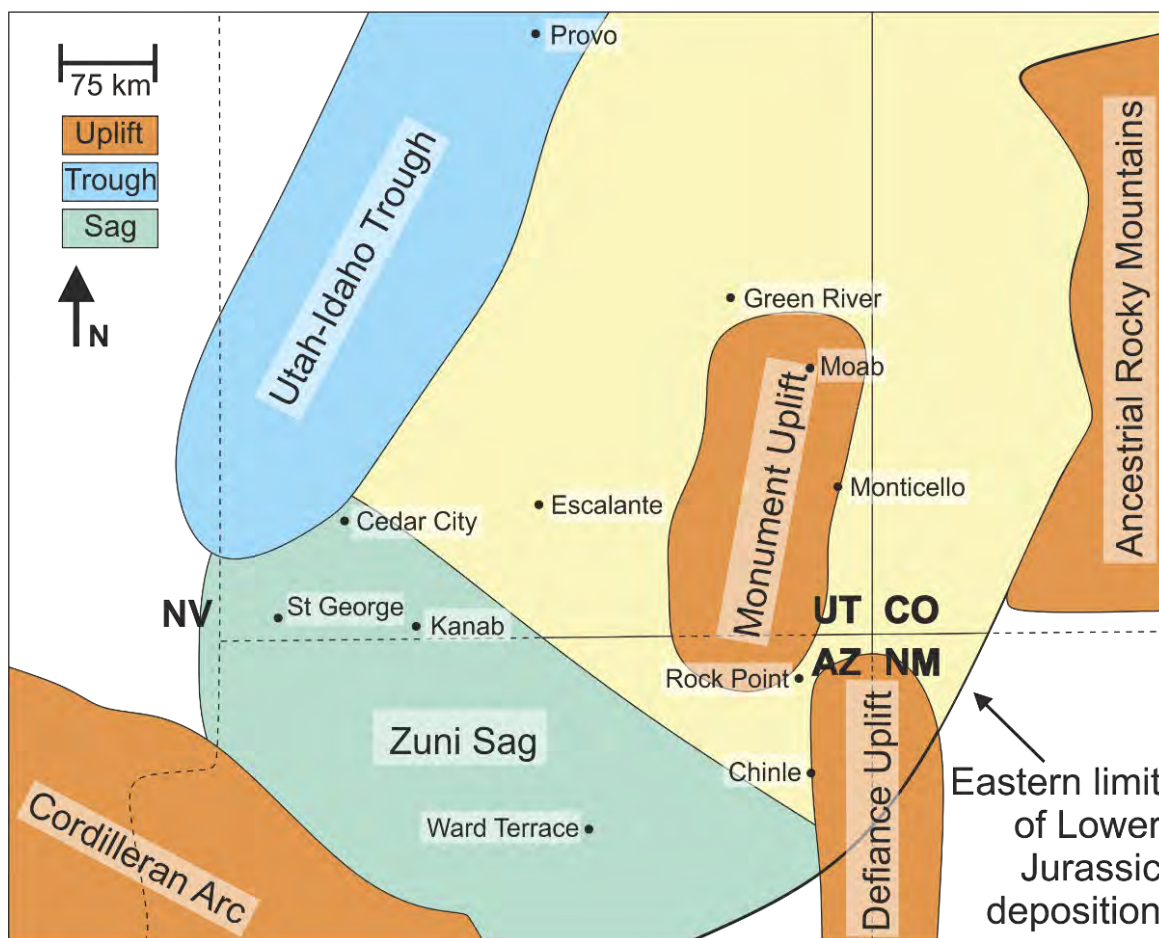 Provo
75 km
Uplift
Trough
Sag
N
Utah-Idaho Trough
Ancestrial Rocky Mountains
Green River
Moab
Monument Uplift
Monticello
Escalante
Cedar City
NV
St George
Kanab
UT CO
AZ NM
Rock Point
Zuni Sag
Chinle
Defiance Uplift
Ward Terrace
Cordilleran Arc
Eastern limit
of Lower
Jurassic
deposition